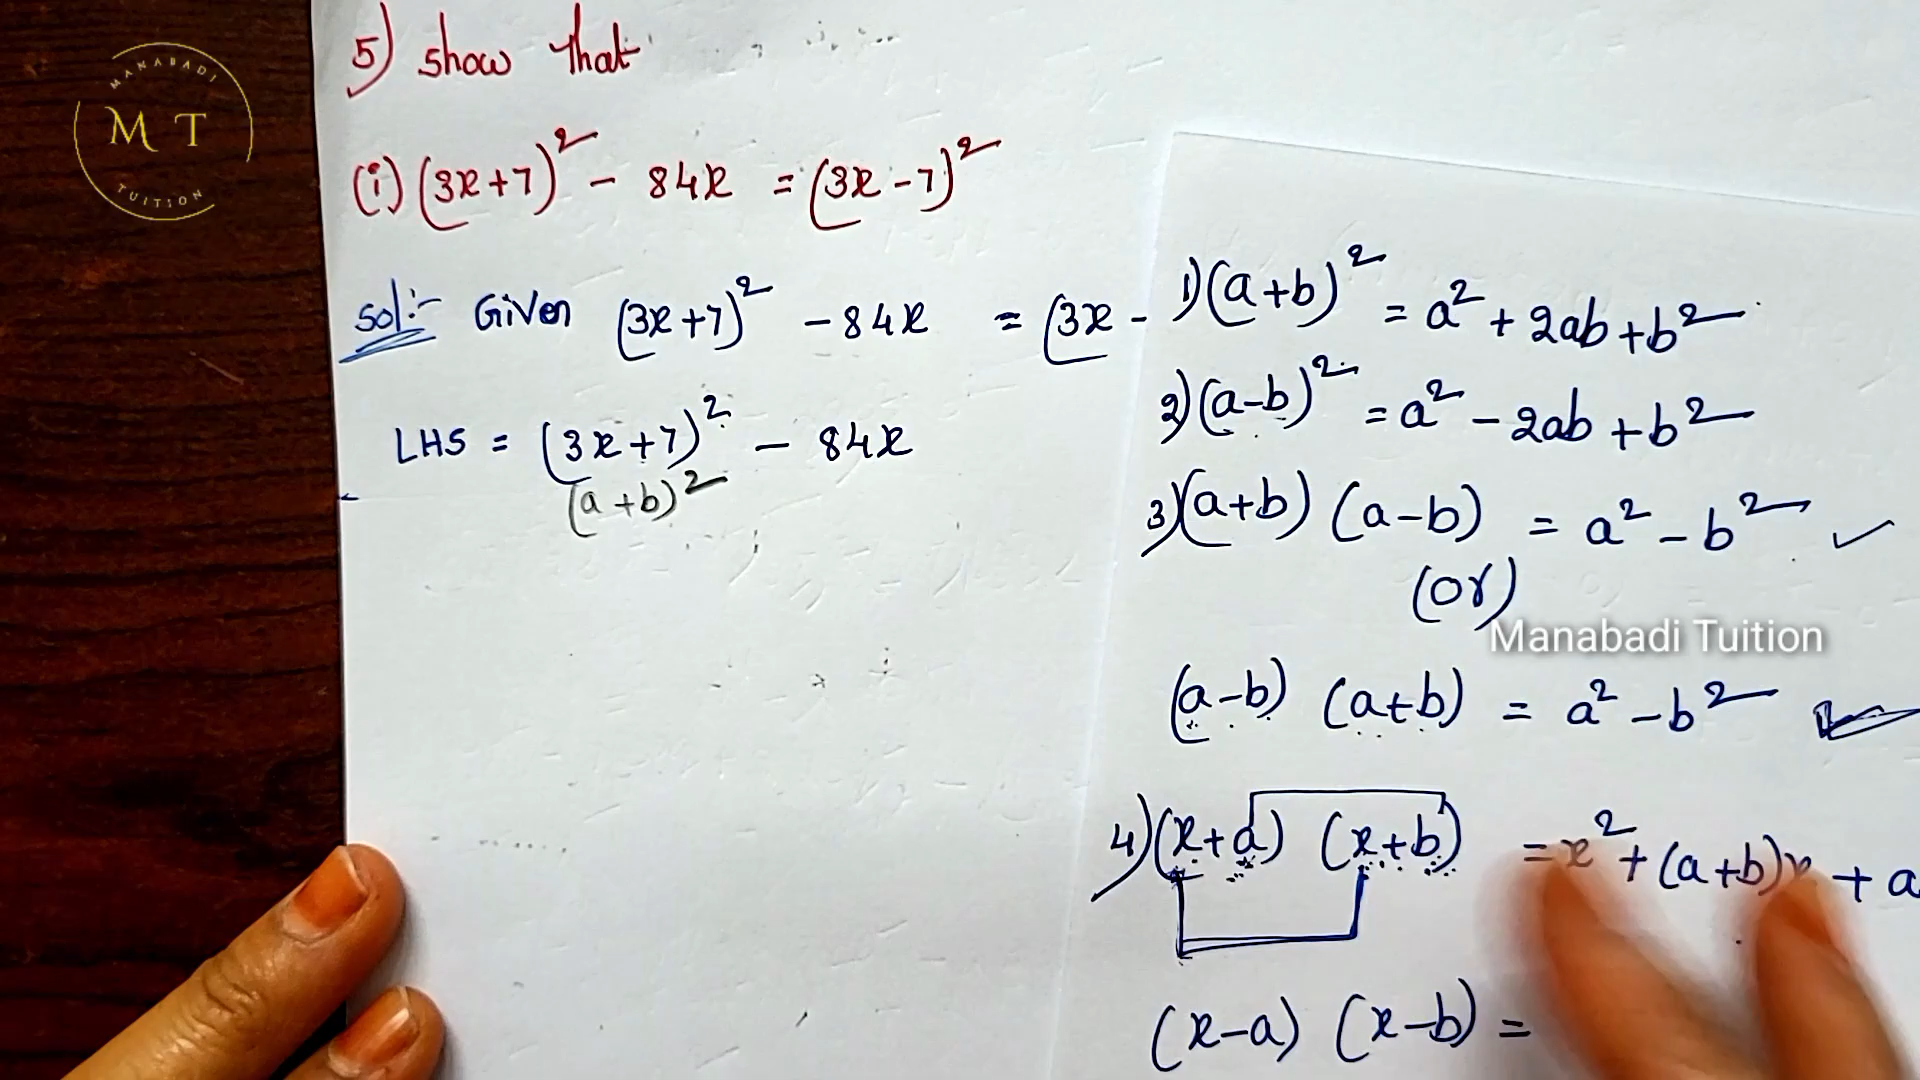 MANABADI
M T
TUITION
5) Show that
(i) (3x+7)² - 84x = (3x-7)²
Sol:- Given (3x+7)² - 84x = (3x -
LHS = (3x+7)² - 84x
(a+b)²
1) (a+b)² = a² + 2ab + b²
2) (a-b)² = a² - 2ab + b²
3) (a+b) (a-b) = a² - b²
(or)
Manabadi Tuition
(a-b) (a+b) = a² - b²
4) (x+a) (x+b) = x² + (a+b)x + a
(x-a) (x-b) =